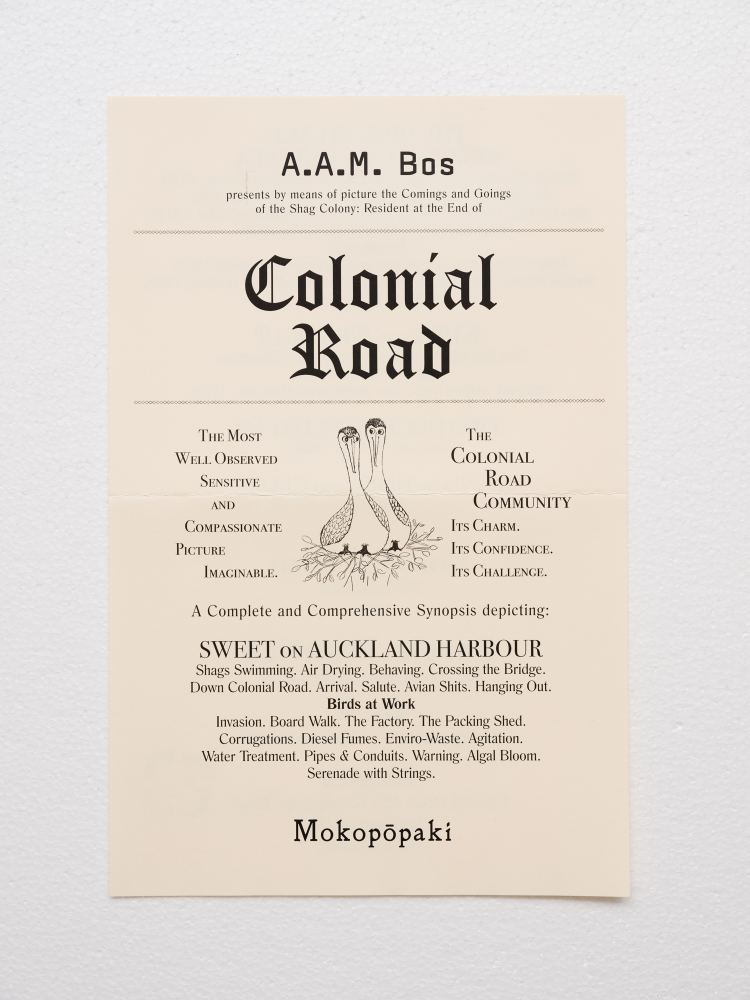 A.A.M. Bos
presents by means of picture the Comings and Goings
of the Shag Colony: Resident at the End of
Colonial
Road
The Most
Well Observed
Sensitive
and
Compassionate
Picture
Imaginable.
The
Colonial
Road
Community
Its Charm.
Its Confidence.
Its Challenge.
A Complete and Comprehensive Synopsis depicting:
SWEET on AUCKLAND HARBOUR
Shags Swimming. Air Drying. Behaving. Crossing the Bridge.
Down Colonial Road. Arrival. Salute. Avian Shits. Hanging Out.
Birds at Work
Invasion. Board Walk. The Factory. The Packing Shed.
Corrugations. Diesel Fumes. Enviro-Waste. Agitation.
Water Treatment. Pipes & Conduits. Warning. Algal Bloom.
Serenade with Strings.
Mokopōpaki